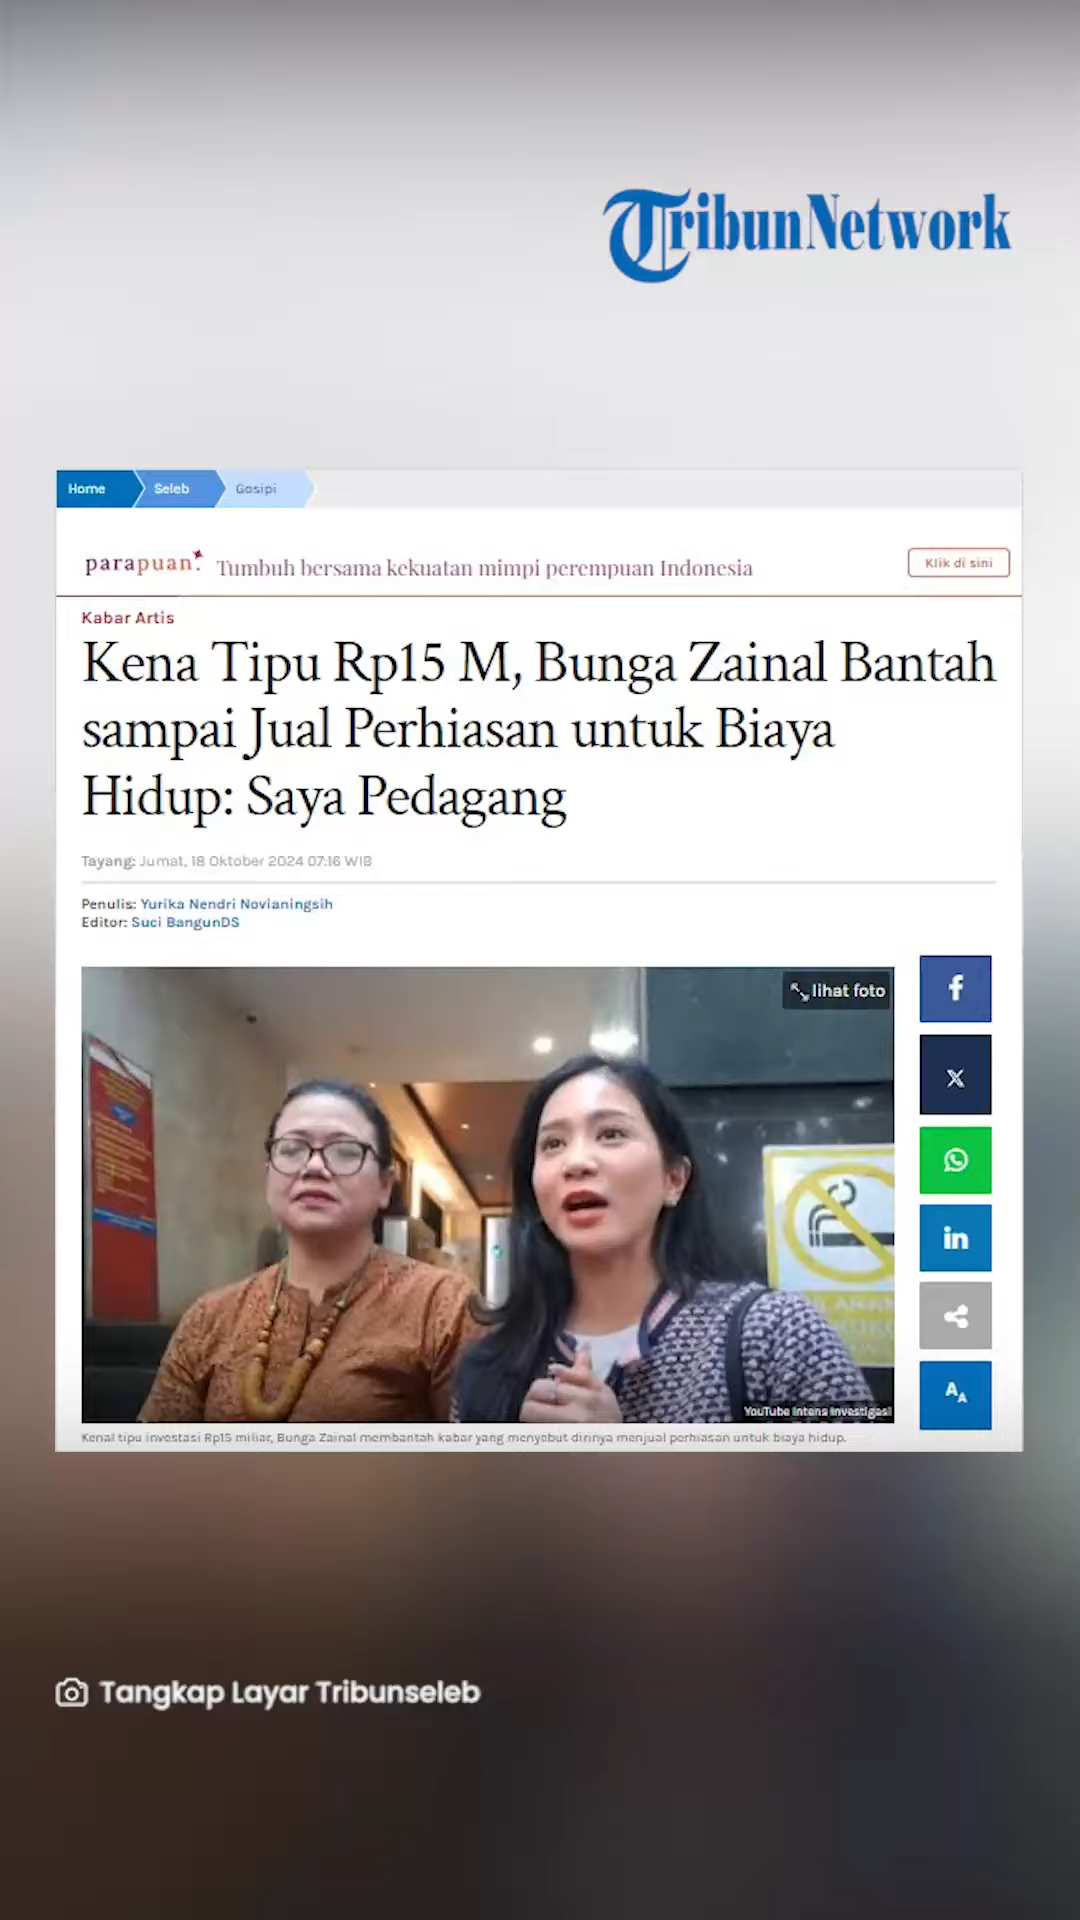 TribunNetwork
Home
Seleb
Gosipi
parapuan.
Tumbuh bersama kekuatan mimpi perempuan Indonesia
Klik di sini
Kabar Artis
Kena Tipu Rp15 M, Bunga Zainal Bantah
sampai Jual Perhiasan untuk Biaya
Hidup: Saya Pedagang
Tayang: Jumat, 18 Oktober 2024 07:16 WIB
Penulis: Yurika Nendri Novianingsih
Editor: Suci BangunDS
lihat foto
YouTube Intens Investigasi
Kenal tipu investasi Rp15 miliar, Bunga Zainal membantah kabar yang menyebut dirinya menjual perhiasan untuk biaya hidup.
Tangkap Layar Tribunseleb